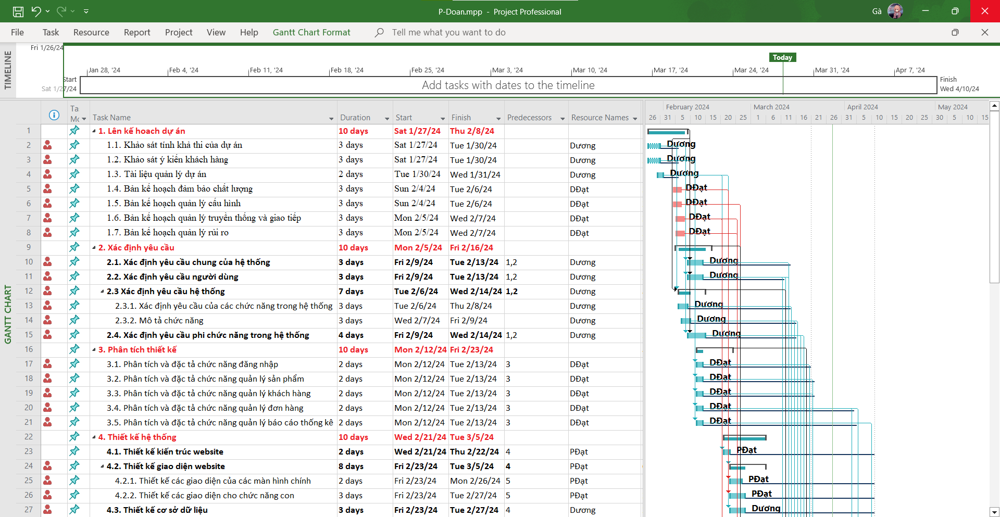 P-Doan.mpp - Project Professional
Gà
File Task Resource Report Project View Help Gantt Chart Format Tell me what you want to do
TIMELINE
Fri 1/26/24
Today
Jan 28, '24 Feb 4, '24 Feb 11, '24 Feb 18, '24 Feb 25, '24 Mar 3, '24 Mar 10, '24 Mar 17, '24 Mar 24, '24 Mar 31, '24 Apr 7, '24
Start
Sat 1/27/24
Add tasks with dates to the timeline
Finish
Wed 4/10/24
GANTT CHART
Ta Mc Task Name Duration Start Finish Predecessors Resource Names
February 2024 March 2024 April 2024 May 2024
26 31 5 10 15 20 25 1 6 11 16 21 26 31 5 10 15 20 25 30 5 10 15
1 1. Lên kế hoạch dự án 10 days Sat 1/27/24 Thu 2/8/24
2 1.1. Khảo sát tính khả thi của dự án 3 days Sat 1/27/24 Tue 1/30/24 Dương Dương
3 1.2. Khảo sát ý kiến khách hàng 3 days Sat 1/27/24 Tue 1/30/24 Dương Dương
4 1.3. Tài liệu quản lý dự án 2 days Tue 1/30/24 Wed 1/31/24 Dương Dương
5 1.4. Bản kế hoạch đảm bảo chất lượng 3 days Sun 2/4/24 Tue 2/6/24 DĐạt DĐạt
6 1.5. Bản kế hoạch quản lý cấu hình 3 days Sun 2/4/24 Tue 2/6/24 DĐạt DĐạt
7 1.6. Bản kế hoạch quản lý truyền thống và giao tiếp 3 days Mon 2/5/24 Wed 2/7/24 DĐạt DĐạt
8 1.7. Bản kế hoạch quản lý rủi ro 3 days Mon 2/5/24 Wed 2/7/24 DĐạt DĐạt
9 2. Xác định yêu cầu 10 days Mon 2/5/24 Fri 2/16/24
10 2.1. Xác định yêu cầu chung của hệ thống 3 days Fri 2/9/24 Tue 2/13/24 1,2 Dương Dương
11 2.2. Xác định yêu cầu người dùng 3 days Fri 2/9/24 Tue 2/13/24 1,2 Dương Dương
12 2.3 Xác định yêu cầu hệ thống 7 days Tue 2/6/24 Wed 2/14/24 1,2 Dương
13 2.3.1. Xác định yêu cầu của các chức năng trong hệ thống 3 days Tue 2/6/24 Thu 2/8/24 Dương Dương
14 2.3.2. Mô tả chức năng 3 days Wed 2/7/24 Fri 2/9/24 Dương Dương
15 2.4. Xác định yêu cầu phi chức năng trong hệ thống 4 days Fri 2/9/24 Wed 2/14/24 1,2 Dương Dương
16 3. Phân tích thiết kế 10 days Mon 2/12/24 Fri 2/23/24
17 3.1. Phân tích và đặc tả chức năng đăng nhập 2 days Mon 2/12/24 Tue 2/13/24 3 DĐạt DĐạt
18 3.2. Phân tích và đặc tả chức năng quản lý sản phẩm 2 days Mon 2/12/24 Tue 2/13/24 3 DĐạt DĐạt
19 3.3. Phân tích và đặc tả chức năng quản lý khách hàng 2 days Mon 2/12/24 Tue 2/13/24 3 DĐạt DĐạt
20 3.4. Phân tích và đặc tả chức năng quản lý đơn hàng 2 days Mon 2/12/24 Tue 2/13/24 3 DĐạt DĐạt
21 3.5. Phân tích và đặc tả chức năng quản lý báo cáo thống kê 2 days Mon 2/12/24 Tue 2/13/24 3 DĐạt DĐạt
22 4. Thiết kế hệ thống 10 days Wed 2/21/24 Tue 3/5/24
23 4.1. Thiết kế kiến trúc website 2 days Wed 2/21/24 Thu 2/22/24 4 PĐạt PĐạt
24 4.2. Thiết kế giao diện website 8 days Fri 2/23/24 Tue 3/5/24 4 PĐạt
25 4.2.1. Thiết kế các giao diện của các màn hình chính 2 days Fri 2/23/24 Mon 2/26/24 5 PĐạt PĐạt
26 4.2.2. Thiết kế các giao diện cho chức năng con 3 days Fri 2/23/24 Tue 2/27/24 5 PĐạt PĐạt
27 4.3. Thiết kế cơ sở dữ liệu 3 days Fri 2/23/24 Tue 2/27/24 4 Dương Dương